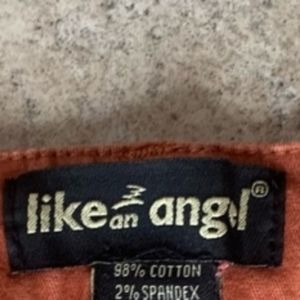 like an angel®
98% COTTON
2% SPANDEX